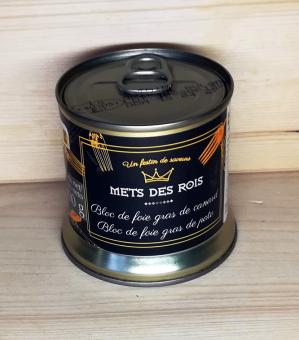 Un festin de saveurs
METS DES ROIS
Bloc de foie gras de canard
Bloc de foie gras de pato
0 g